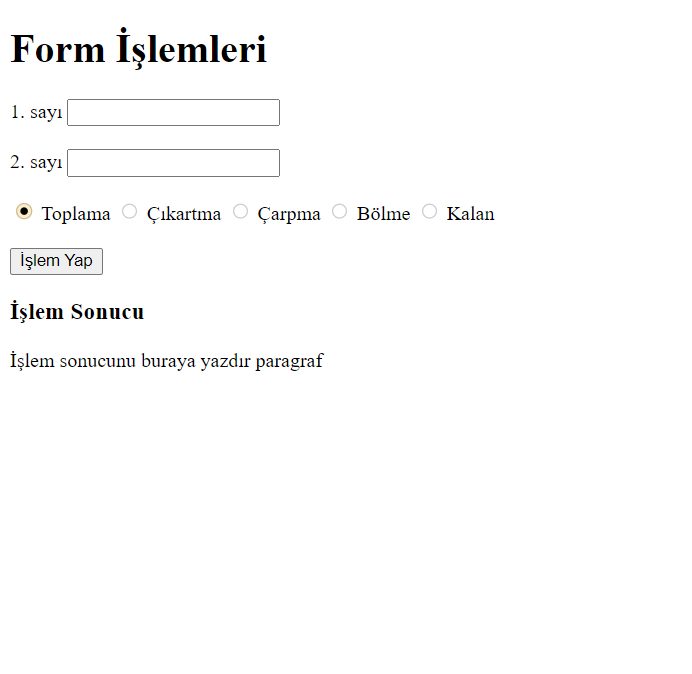 Form İşlemleri
1. sayı
2. sayı
Toplama Çıkartma Çarpma Bölme Kalan
İşlem Yap
İşlem Sonucu
İşlem sonucunu buraya yazdır paragraf